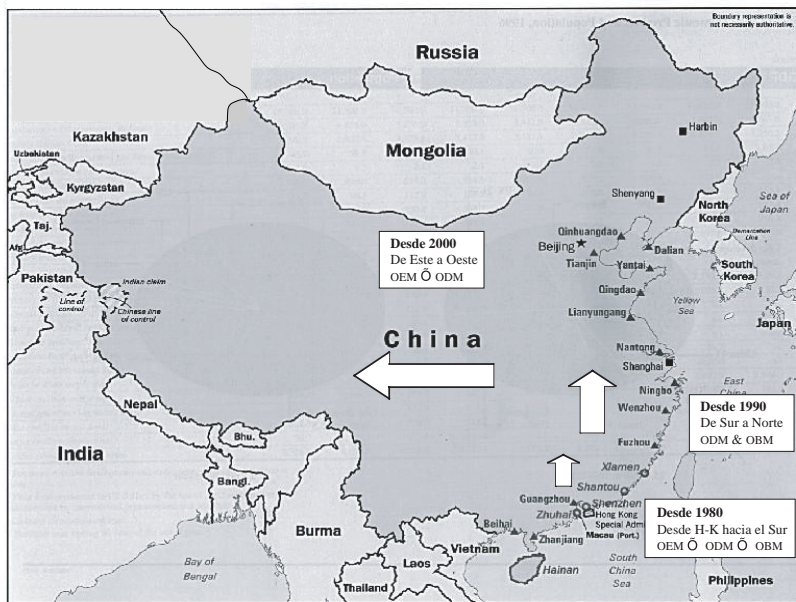 Boundary representation is
not necessarily authoritative.
Russia
Kazakhstan
Mongolia
Harbin
Uzbekistan
Kyrgyzstan
Shenyang
North
Korea
Sea of
Japan
Taj.
Afg.
Desde 2000
De Este a Oeste
OEM Õ ODM
Qinhuangdao
Beijing
Tianjin
Dalian
Demarcation
Line
South
Korea
Yantai
Pakistan
Indian claim
Line of
control
Chinese line
of control
Qingdao
Yellow
Sea
Japan
Lianyungang
China
Nantong
Shanghai
Ningbo
East
China
Nepal
Wenzhou
Desde 1990
De Sur a Norte
ODM & OBM
India
Bhu.
Fuzhou
Bangl.
Xiamen
Shantou
Guangzhou
Shenzhen
Zhuhai
Hong Kong
Special Admi
Macau (Port.)
Desde 1980
Desde H-K hacia el Sur
OEM Õ ODM Õ OBM
Burma
Beihai
Zhanjiang
Vietnam
Laos
Hainan
South
China
Sea
Bay of
Bengal
Thailand
Philippines